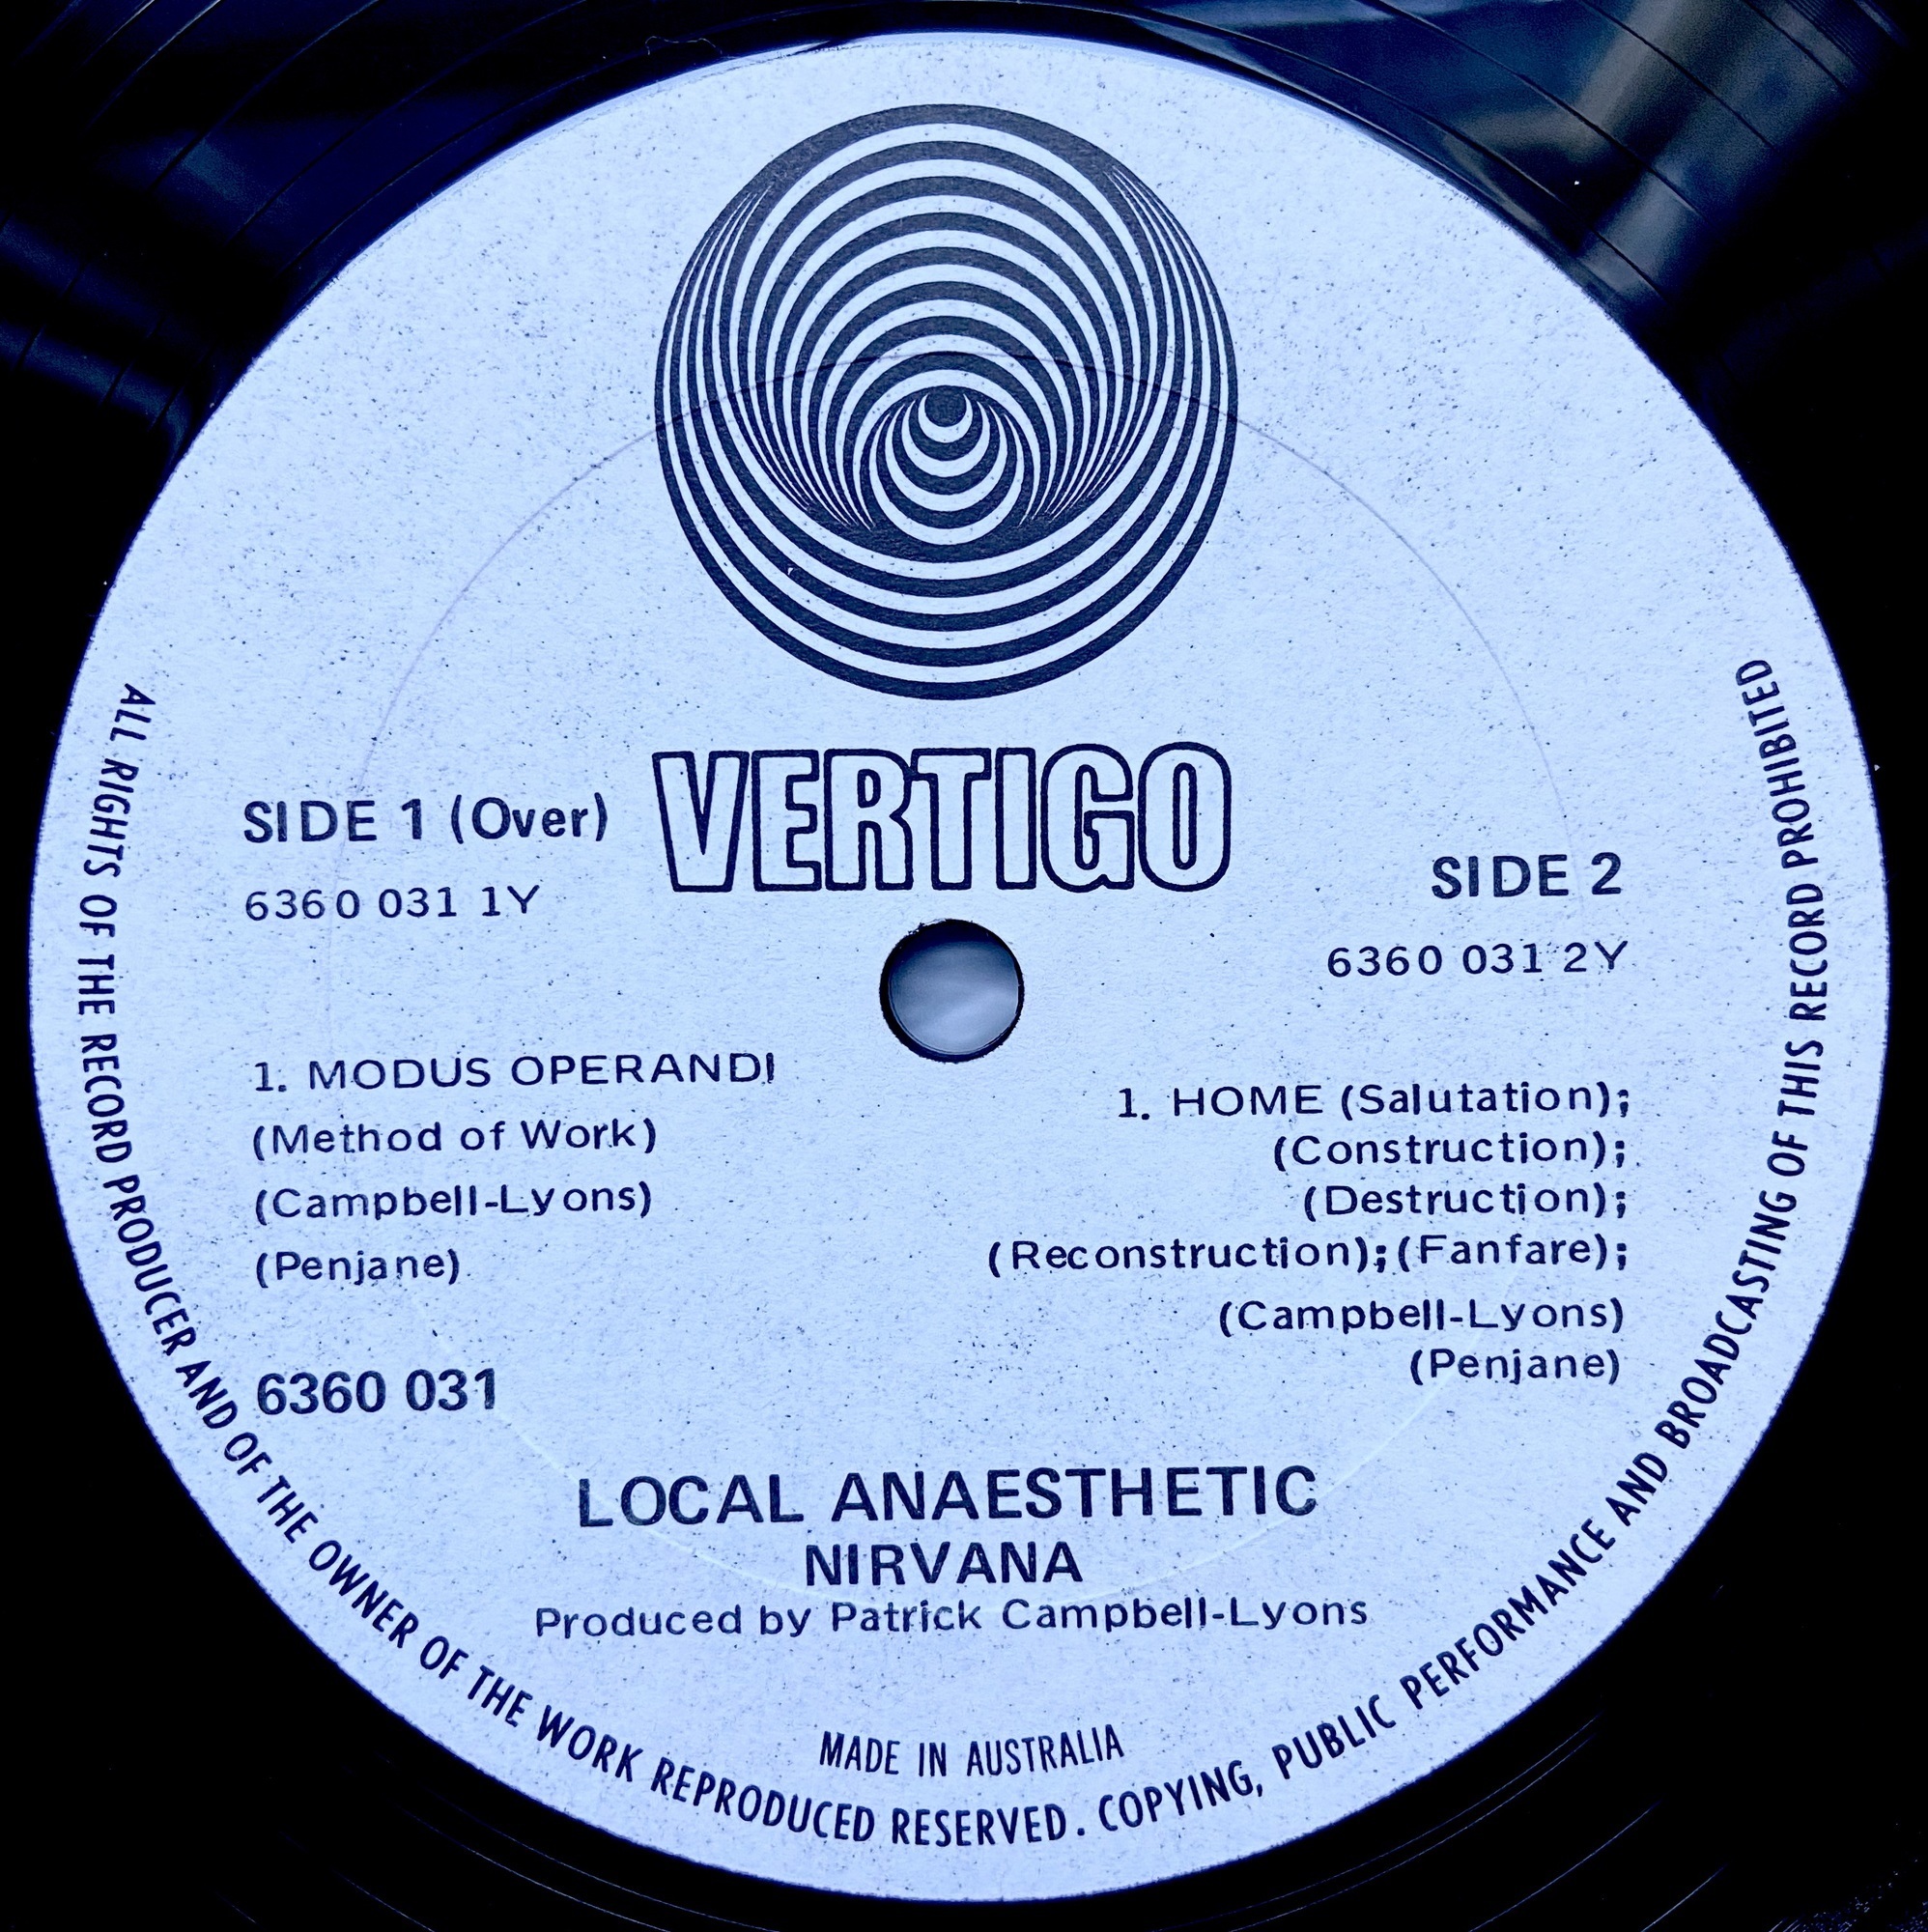 VERTIGO
SIDE 1 (Over)
6360 031 1Y
1. MODUS OPERANDI
(Method of Work)
(Campbell-Lyons)
(Penjane)
6360 031
SIDE 2
6360 031 2Y
1. HOME (Salutation);
(Construction);
(Destruction);
(Reconstruction); (Fanfare);
(Campbell-Lyons)
(Penjane)
LOCAL ANAESTHETIC
NIRVANA
Produced by Patrick Campbell-Lyons
MADE IN AUSTRALIA
ALL RIGHTS OF THE RECORD PRODUCER AND OF THE OWNER OF THE WORK REPRODUCED RESERVED. COPYING, PUBLIC PERFORMANCE AND BROADCASTING OF THIS RECORD PROHIBITED